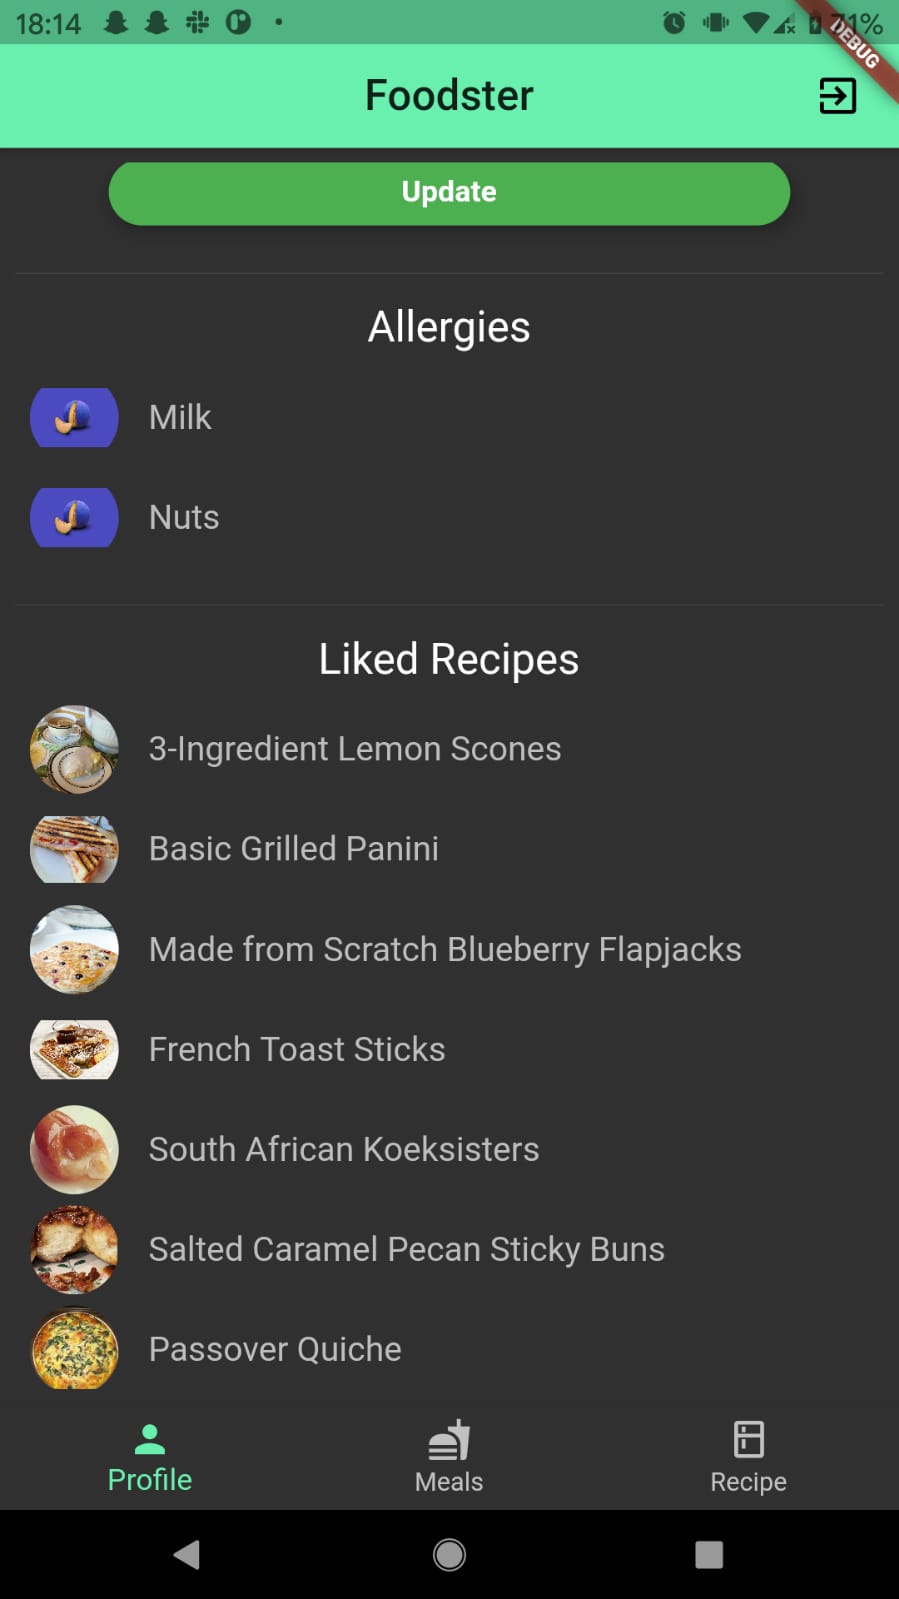 18:14
71%
DEBUG
Foodster
Update
Allergies
Milk
Nuts
Liked Recipes
3-Ingredient Lemon Scones
Basic Grilled Panini
Made from Scratch Blueberry Flapjacks
French Toast Sticks
South African Koeksisters
Salted Caramel Pecan Sticky Buns
Passover Quiche
Profile
Meals
Recipe